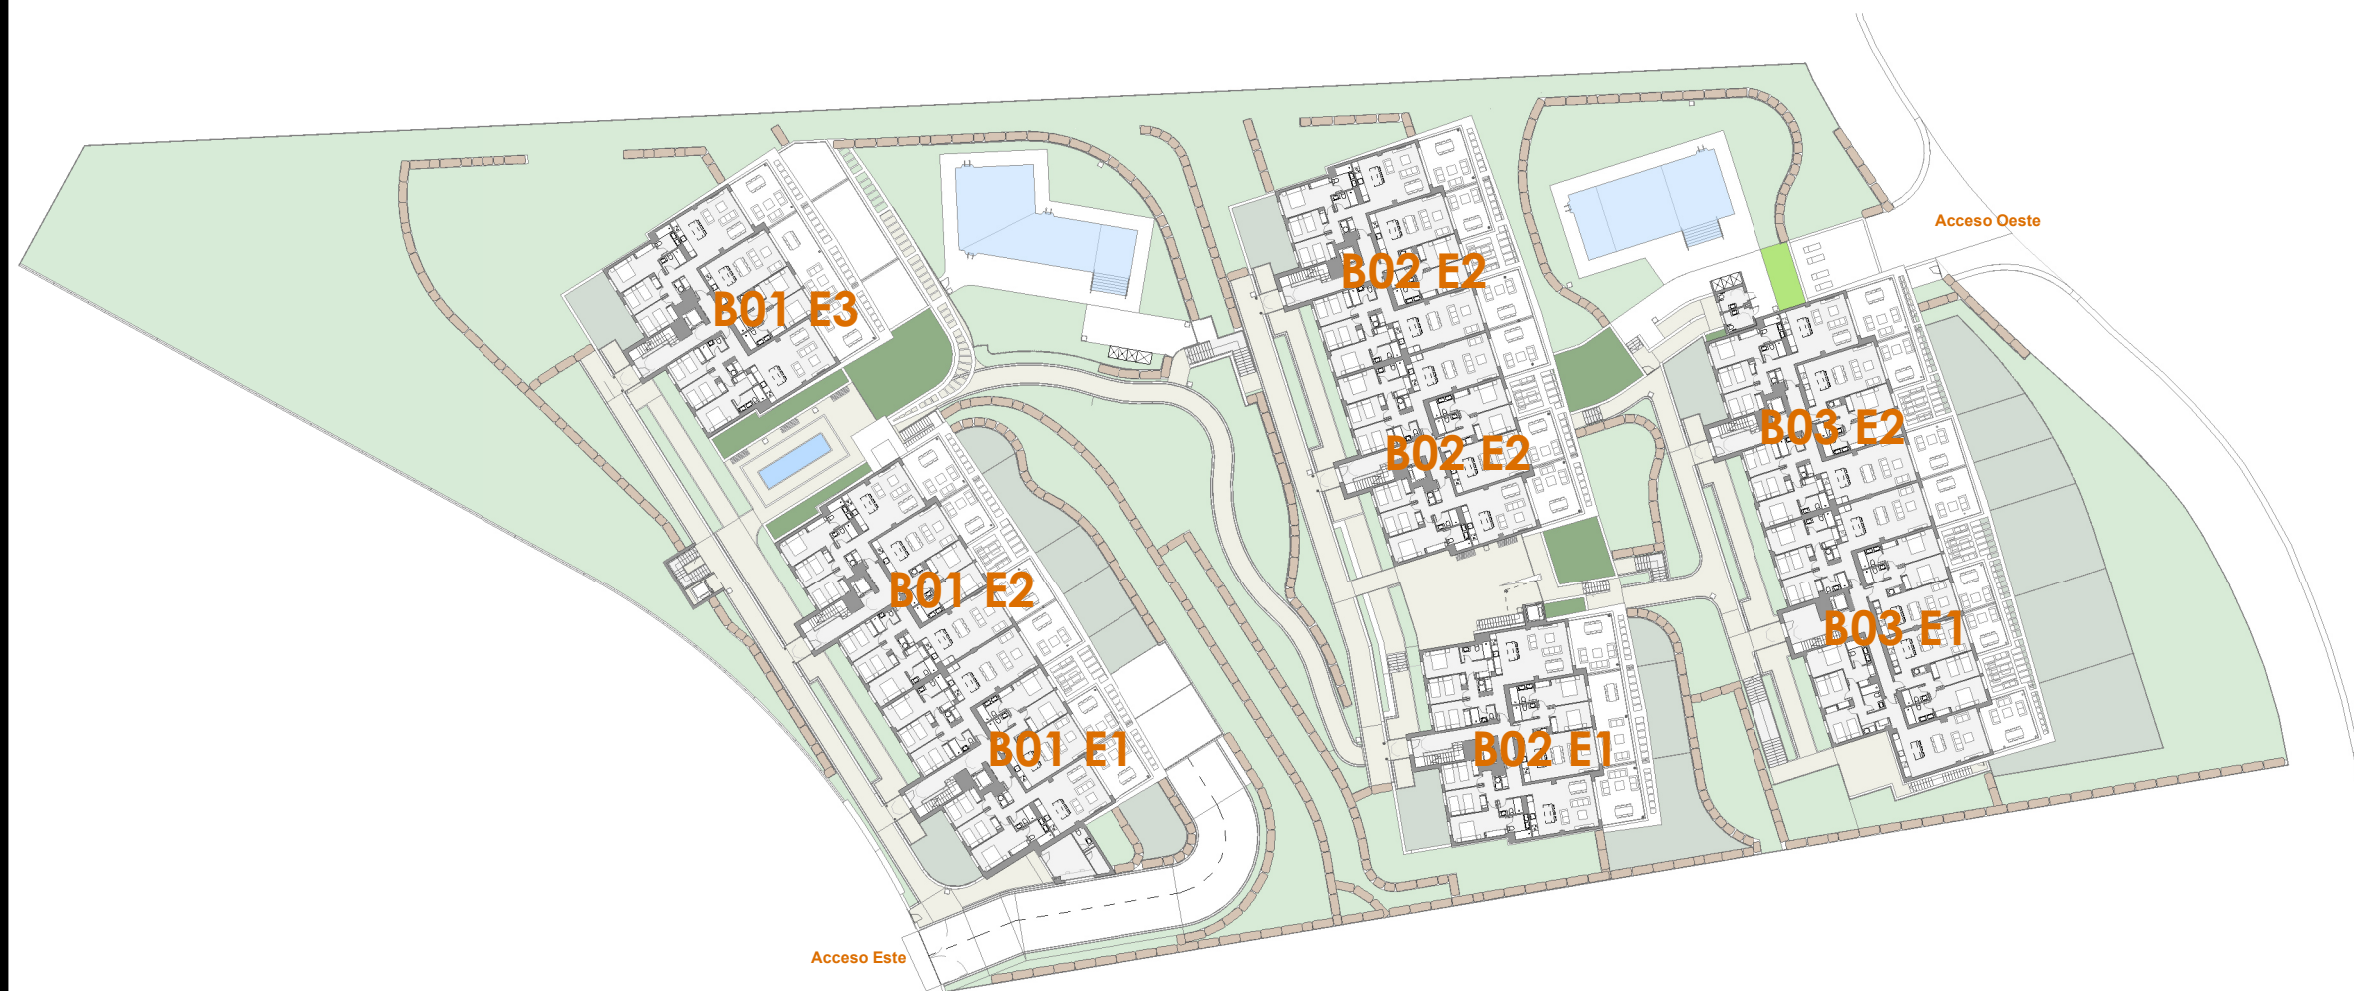 Acceso Oeste
B02 E2
B01 E3
B03 E2
B02 E2
B01 E2
B03 E1
B01 E1
B02 E1
Acceso Este